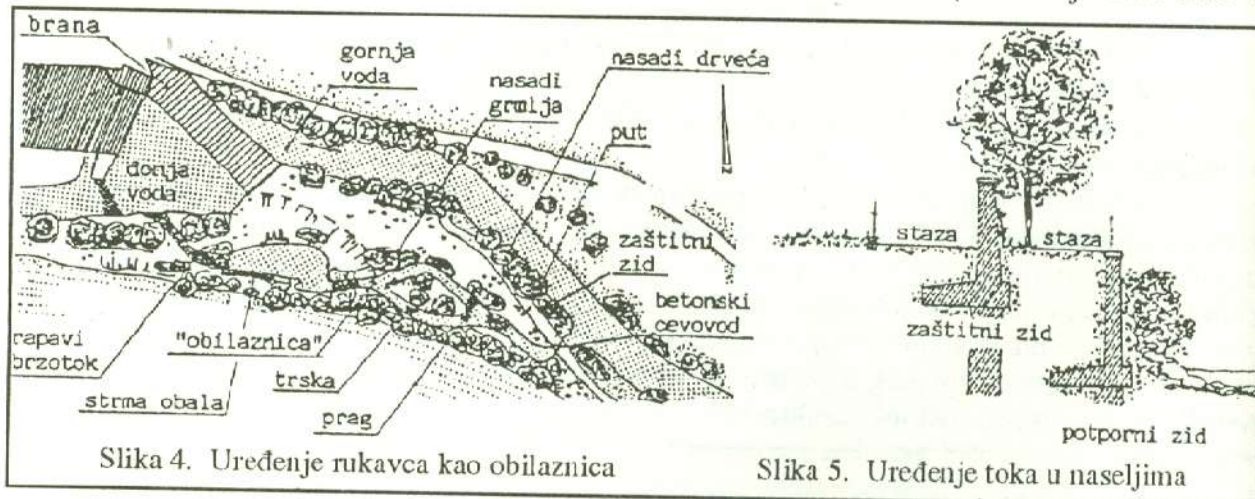 brana
gornja
voda
nasadi drveća
nasadi
grmlja
put
donja
voda
zaštitni
zid
betonski
cevovod
rapavi
brzotok
"obilaznica"
trska
strma obala
prag
Slika 4. Uređenje rukavca kao obilaznica
staza
staza
zaštitni zid
potporni zid
Slika 5. Uređenje toka u naseljima